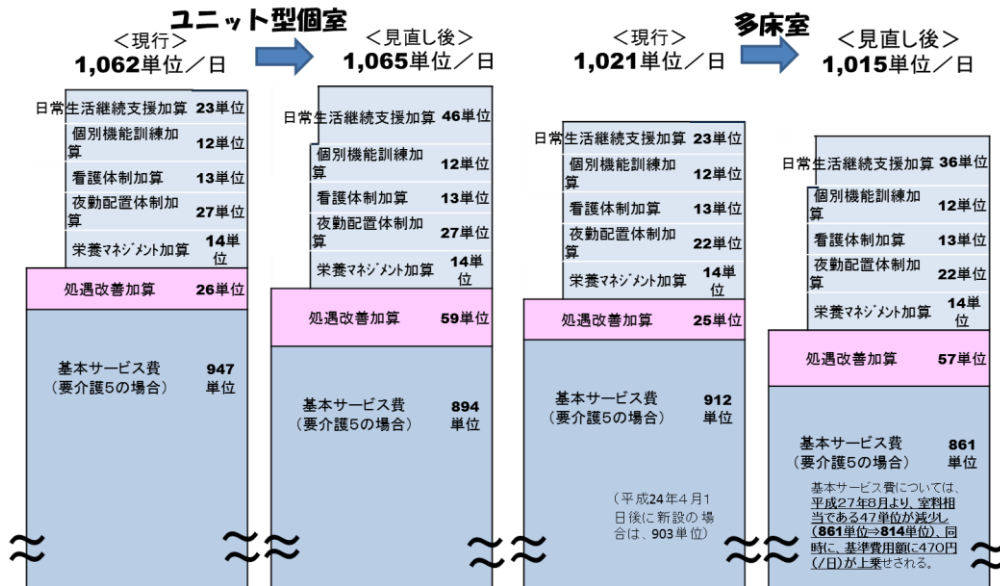 ユニット型個室
＜現行＞
1,062単位／日
＜見直し後＞
1,065単位／日
日常生活継続支援加算 23単位
個別機能訓練加
算
12単位
看護体制加算 13単位
夜勤配置体制加
算
27単位
栄養マネジメント加算
14単
位
処遇改善加算 26単位
基本サービス費
（要介護5の場合）
947
単位
日常生活継続支援加算 46単位
個別機能訓練加
算
12単位
看護体制加算 13単位
夜勤配置体制加
算
27単位
栄養マネジメント加算
14単
位
処遇改善加算 59単位
基本サービス費
（要介護5の場合）
894
単位
多床室
＜現行＞
1,021単位／日
＜見直し後＞
1,015単位／日
日常生活継続支援加算 23単位
個別機能訓練加
算
12単位
看護体制加算 13単位
夜勤配置体制加
算
22単位
栄養マネジメント加算
14単
位
処遇改善加算 25単位
基本サービス費
（要介護5の場合）
912
単位
（平成24年4月1
日後に新設の場
合は、903単位）
日常生活継続支援加算 36単位
個別機能訓練加
算
12単位
看護体制加算 13単位
夜勤配置体制加
算
22単位
栄養マネジメント加算
14単
位
処遇改善加算 57単位
基本サービス費
（要介護5の場合）
861
単位
基本サービス費については、
平成27年8月より、室料相
当である47単位が減少し
（861単位⇒814単位）、同
時に、基準費用額に470円
（/日）が上乗せされる。